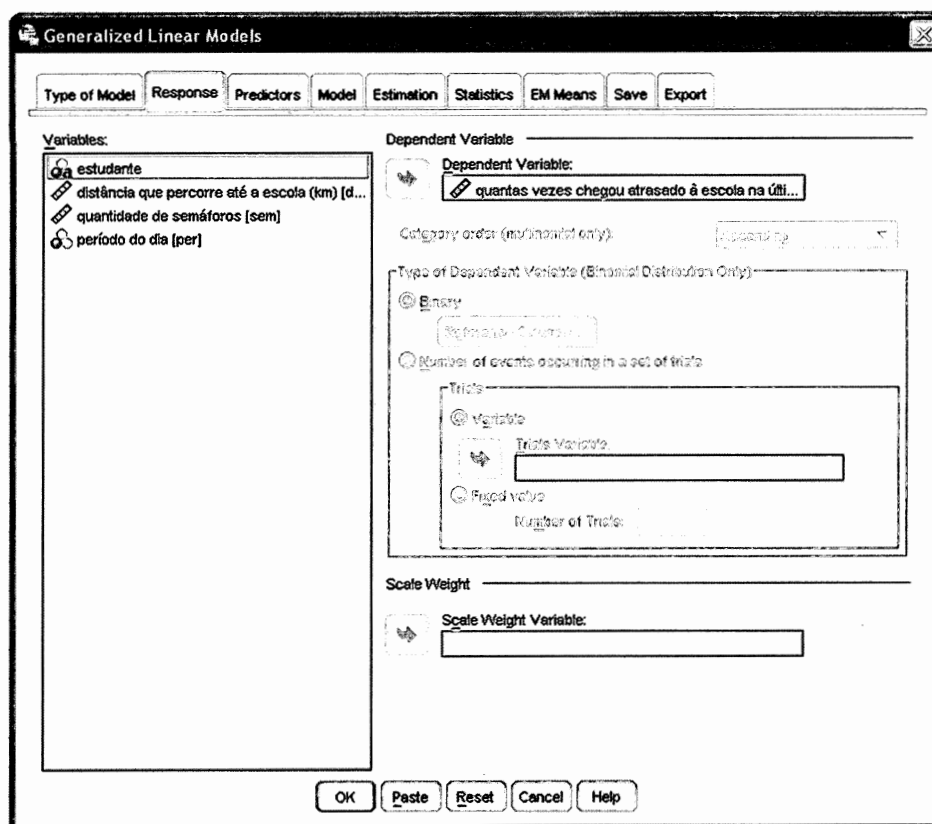 Generalized Linear Models
Type of Model Response Predictors Model Estimation Statistics EM Means Save Export
Variables:
estudante
distância que percorre até a escola (km) [d...
quantidade de semáforos [sem]
período do dia [per]
Dependent Variable
Dependent Variable:
quantas vezes chegou atrasado à escola na últi...
Category order (multinomial only):
Ascending
Type of Dependent Variable (Binomial Distribution Only)
Binary
Number of events occurring in a set of trials
Trials
Variable
Trials Variable:
Fixed value
Number of Trials:
Scale Weight
Scale Weight Variable:
OK Paste Reset Cancel Help